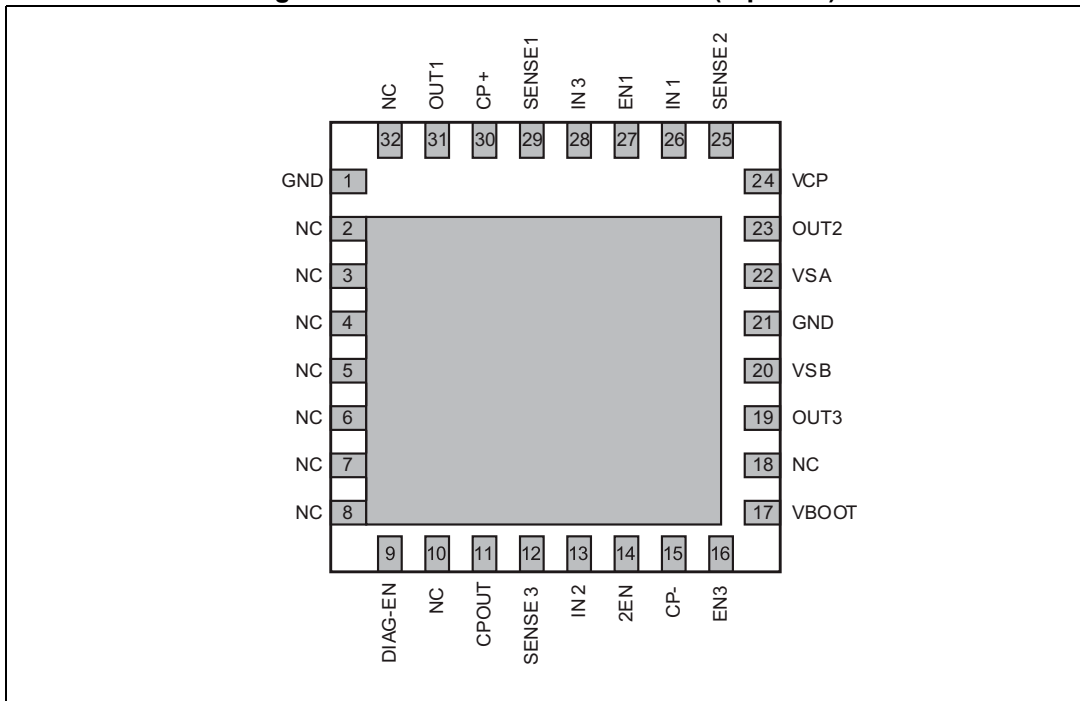 NC
OUT1
CP+
SENSE1
IN 3
EN1
IN 1
SENSE 2
32
31
30
29
28
27
26
25
GND 1
24 VCP
NC 2
23 OUT2
NC 3
22 VSA
NC 4
21 GND
NC 5
20 VSB
NC 6
19 OUT3
NC 7
18 NC
NC 8
17 VBOOT
9
10
11
12
13
14
15
16
DIAG-EN
NC
CPOUT
SENSE 3
IN 2
2EN
CP-
EN3